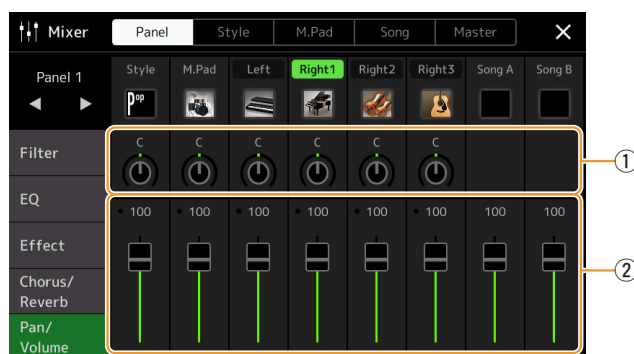 Mixer
Panel Style M.Pad Song Master
Panel 1
Style M.Pad Left Right1 Right2 Right3 Song A Song B
Pop
Filter
C C C C C C
①
EQ
100 100 100 100 100 100 100 100
Effect
②
Chorus/
Reverb
Pan/
Volume